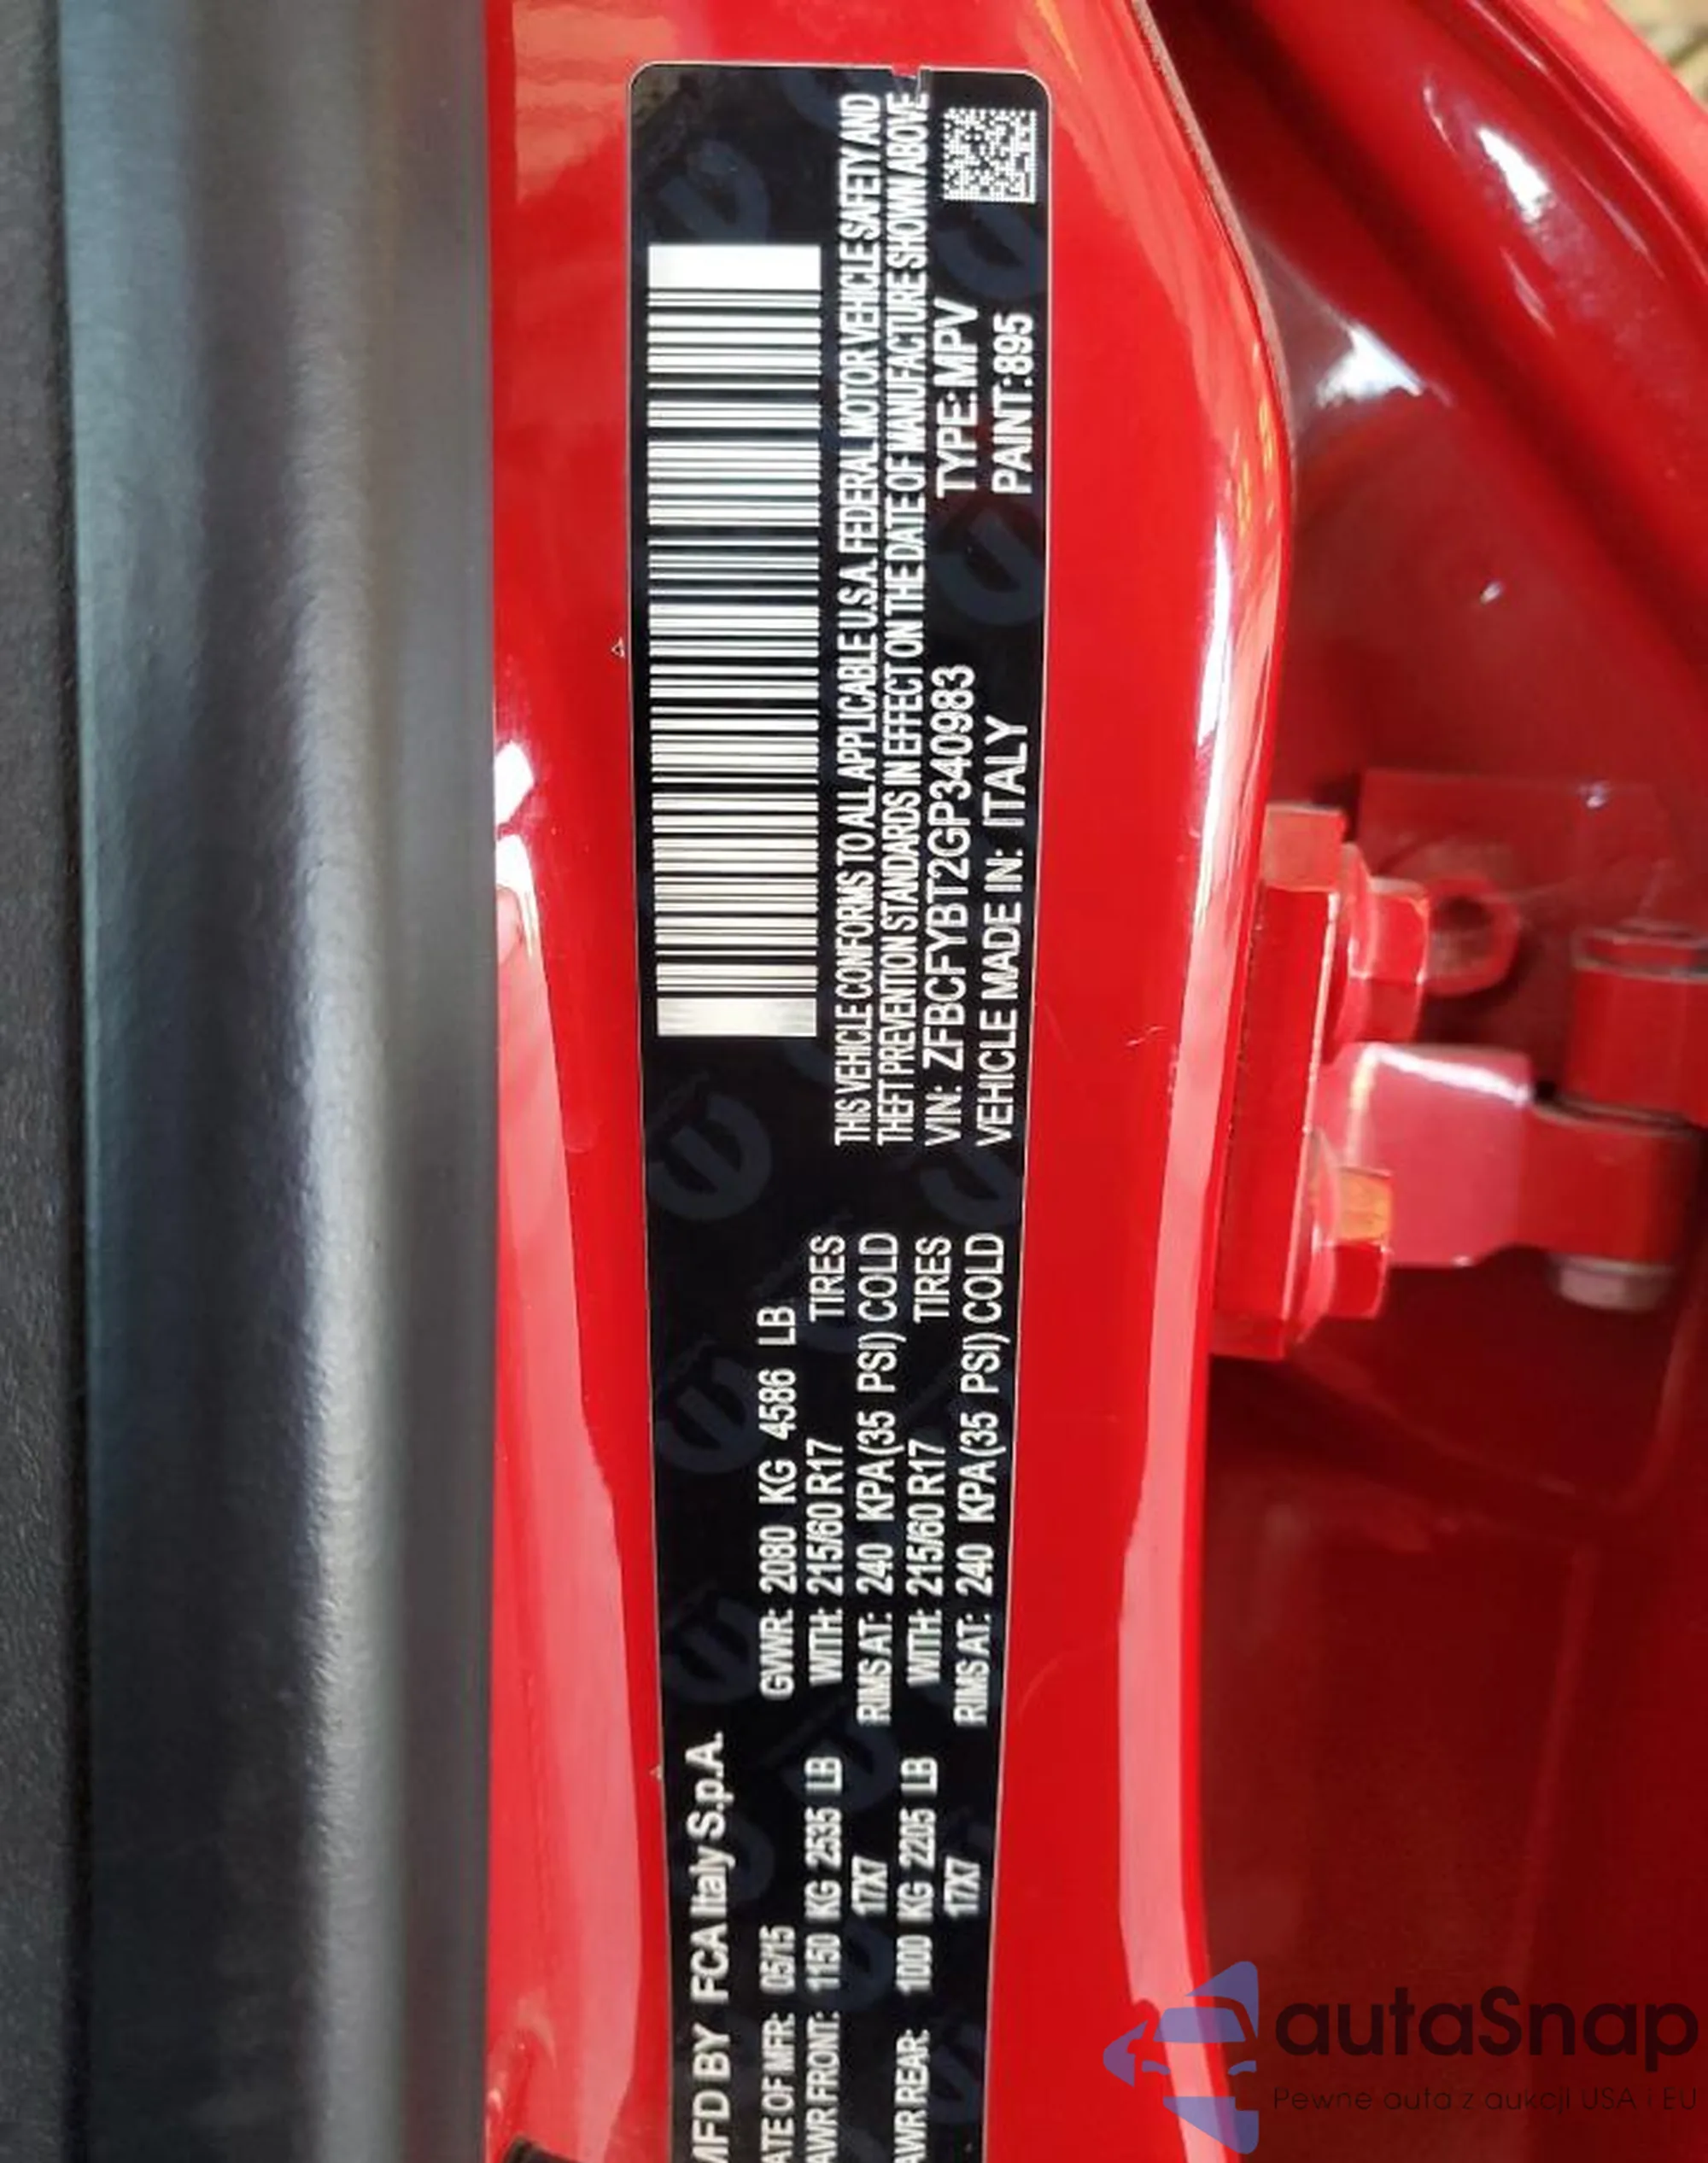 MFD BY FCA Italy S.p.A.
ATE OF MFR: 05/15 GVWR: 2080 KG 4586 LB
AWR FRONT: 1150 KG 2535 LB WITH: 215/60 R17 TIRES
17X7 RIMS AT: 240 KPA (35 PSI) COLD
AWR REAR: 1000 KG 2205 LB WITH: 215/60 R17 TIRES
17X7 RIMS AT: 240 KPA (35 PSI) COLD
THIS VEHICLE CONFORMS TO ALL APPLICABLE U.S.A. FEDERAL MOTOR VEHICLE SAFETY AND
THEFT PREVENTION STANDARDS IN EFFECT ON THE DATE OF MANUFACTURE SHOWN ABOVE
VIN: ZFBCFYBT2GP340983 TYPE: MPV
VEHICLE MADE IN: ITALY PAINT: 895
autaSnap
Pewne auta z aukcji USA i EU